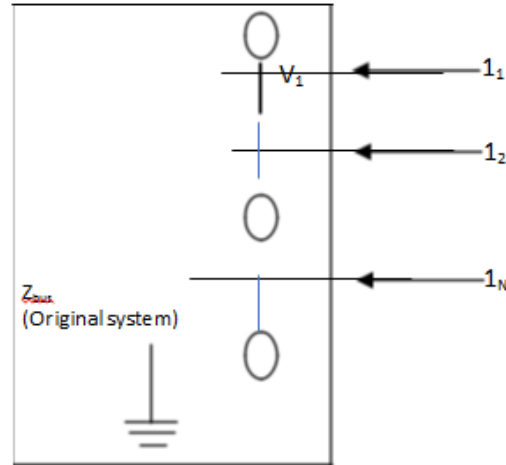 V₁
1₁
1₂
1N
Zbus
(Original system)